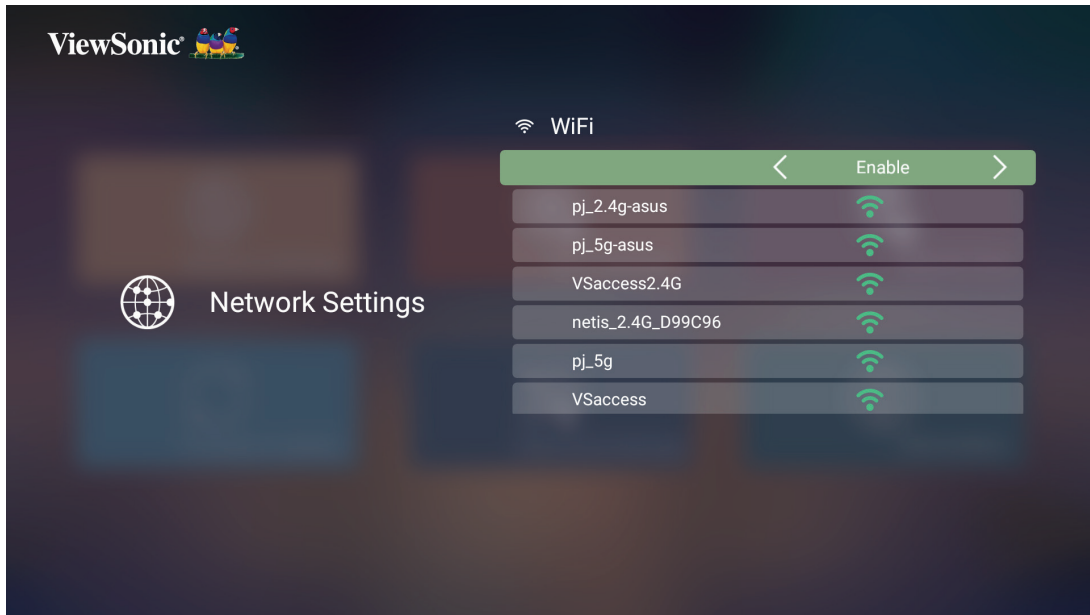 ViewSonic®
WiFi
Enable
pj_2.4g-asus
pj_5g-asus
VSaccess2.4G
Network Settings
netis_2.4G_D99C96
pj_5g
VSaccess